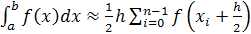 ∫_a^b f(x)dx ≈ 1/2 h ∑_{i=0}^{n-1} f(x_i + h/2)